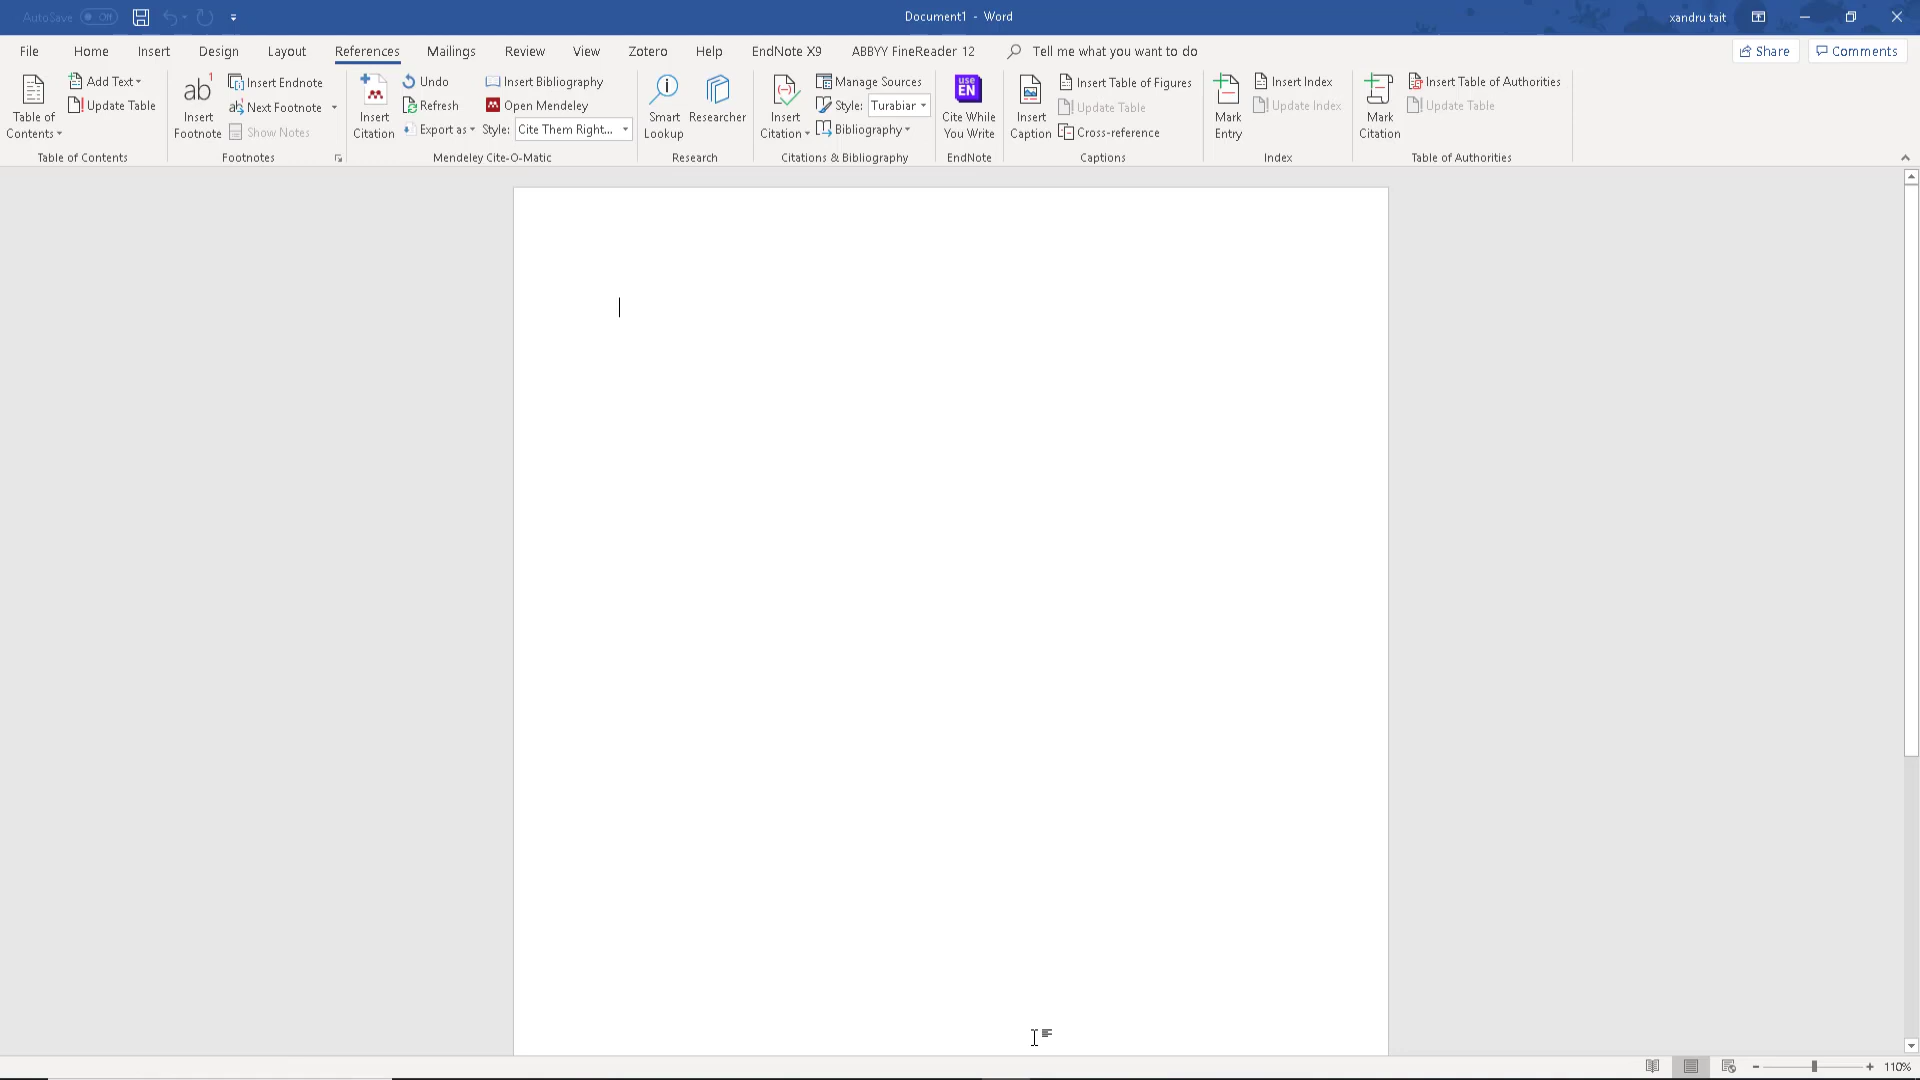 AutoSave Off Document1 - Word xandru tait
File Home Insert Design Layout References Mailings Review View Zotero Help EndNote X9 ABBYY FineReader 12 Tell me what you want to do Share Comments
Table of Contents
Add Text
Update Table
Table of Contents
ab 1
Insert Footnote
Insert Endnote
Next Footnote
Show Notes
Footnotes
Insert Citation
Undo
Refresh
Export as
Insert Bibliography
Open Mendeley
Style: Cite Them Right...
Mendeley Cite-O-Matic
Smart Lookup
Researcher
Research
Insert Citation
Manage Sources
Style: Turabiar
Bibliography
Citations & Bibliography
use EN
Cite While You Write
EndNote
Insert Caption
Insert Table of Figures
Update Table
Cross-reference
Captions
Mark Entry
Insert Index
Update Index
Index
Mark Citation
Insert Table of Authorities
Update Table
Table of Authorities
110%